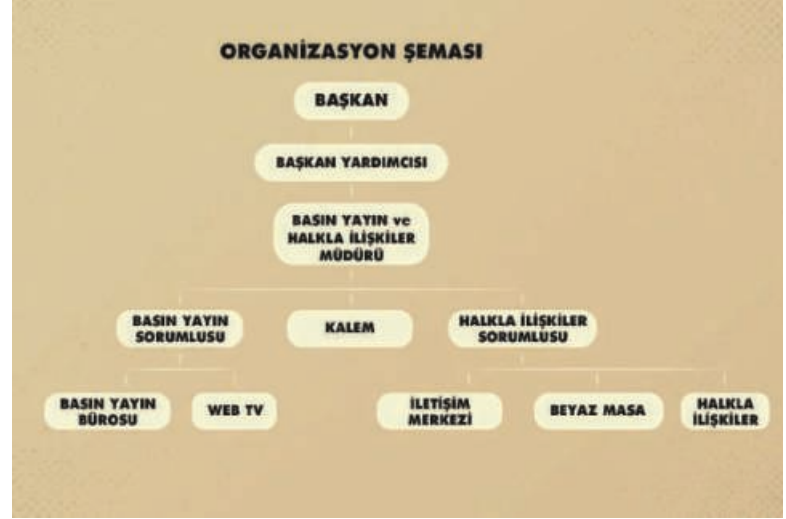 ORGANİZASYON ŞEMASI
BAŞKAN
BAŞKAN YARDIMCISI
BASIN YAYIN ve
HALKLA İLİŞKİLER
MÜDÜRÜ
BASIN YAYIN
SORUMLUSU
KALEM
HALKLA İLİŞKİLER
SORUMLUSU
BASIN YAYIN
BÜROSU
WEB TV
İLETİŞİM
MERKEZİ
BEYAZ MASA
HALKLA
İLİŞKİLER